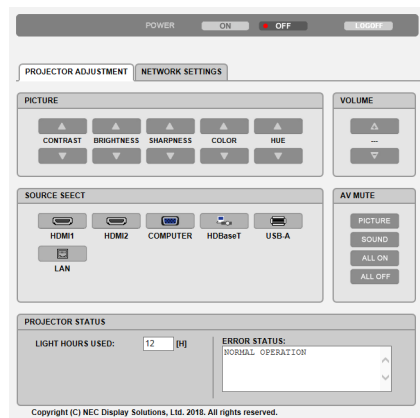 POWER ON OFF LOGOFF
PROJECTOR ADJUSTMENT NETWORK SETTINGS
PICTURE VOLUME
CONTRAST BRIGHTNESS SHARPNESS COLOR HUE ---
SOURCE SEECT AV MUTE
HDMI1 HDMI2 COMPUTER HDBaseT USB-A
LAN
PICTURE
SOUND
ALL ON
ALL OFF
PROJECTOR STATUS
LIGHT HOURS USED: 12 [H] ERROR STATUS:
NORMAL OPERATION
Copyright (C) NEC Display Solutions, Ltd. 2018. All rights reserved.